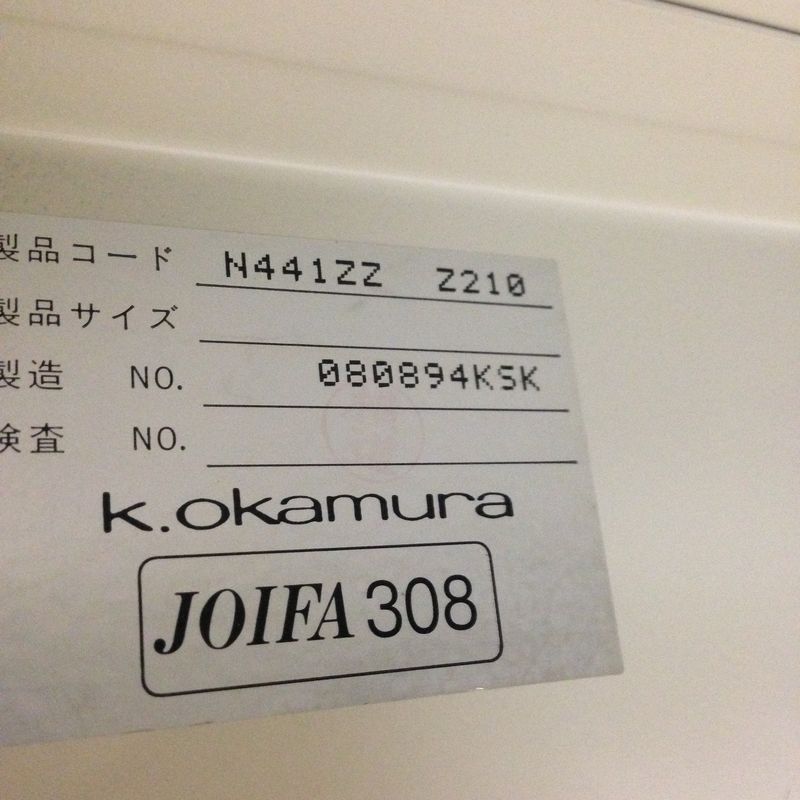 製品コード N441ZZ Z210
製品サイズ
製造 NO. 080894KSK
検査 NO.
k.okamura
JOIFA 308